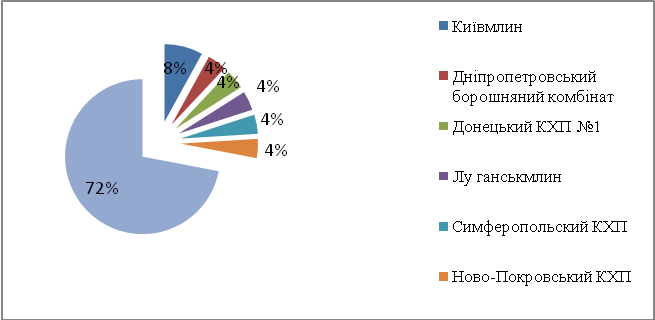 8%
4%
4%
4%
4%
4%
72%
Київмлин
Дніпропетровський
борошняний комбінат
Донецький КХП №1
Лу ганськмлин
Симферопольский КХП
Ново-Покровський КХП